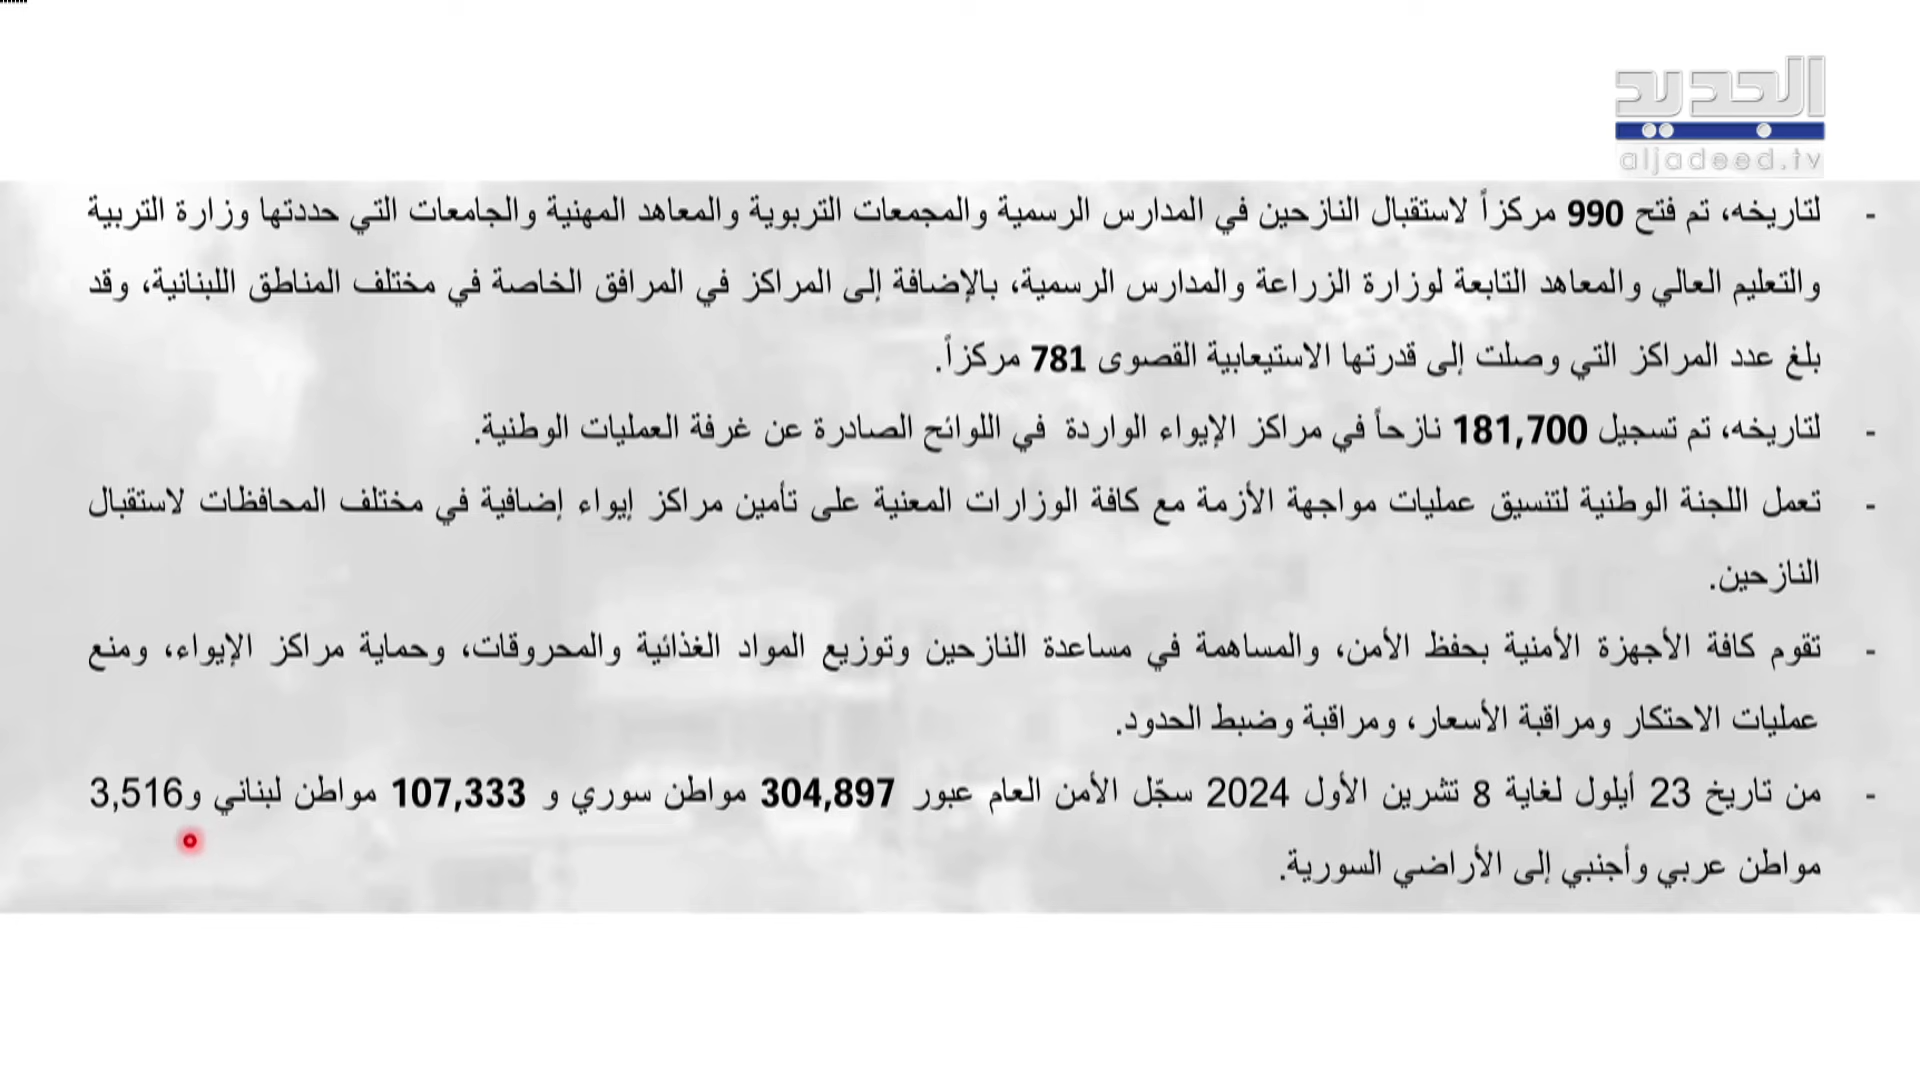 الجديد
aljadeed.tv
- لتاريخه، تم فتح 990 مركزاً لاستقبال النازحين في المدارس الرسمية والمجمعات التربوية والمعاهد المهنية والجامعات التي حددتها وزارة التربية
والتعليم العالي والمعاهد التابعة لوزارة الزراعة والمدارس الرسمية، بالإضافة إلى المراكز في المرافق الخاصة في مختلف المناطق اللبنانية، وقد
بلغ عدد المراكز التي وصلت إلى قدرتها الاستيعابية القصوى 781 مركزاً.
- لتاريخه، تم تسجيل 181,700 نازحاً في مراكز الإيواء الواردة في اللوائح الصادرة عن غرفة العمليات الوطنية.
- تعمل اللجنة الوطنية لتنسيق عمليات مواجهة الأزمة مع كافة الوزارات المعنية على تأمين مراكز إيواء إضافية في مختلف المحافظات لاستقبال
النازحين.
- تقوم كافة الأجهزة الأمنية بحفظ الأمن، والمساهمة في مساعدة النازحين وتوزيع المواد الغذائية والمحروقات، وحماية مراكز الإيواء، ومنع
عمليات الاحتكار ومراقبة الأسعار، ومراقبة وضبط الحدود.
- من تاريخ 23 أيلول لغاية 8 تشرين الأول 2024 سجّل الأمن العام عبور 304,897 مواطن سوري و 107,333 مواطن لبناني و3,516
مواطن عربي وأجنبي إلى الأراضي السورية.